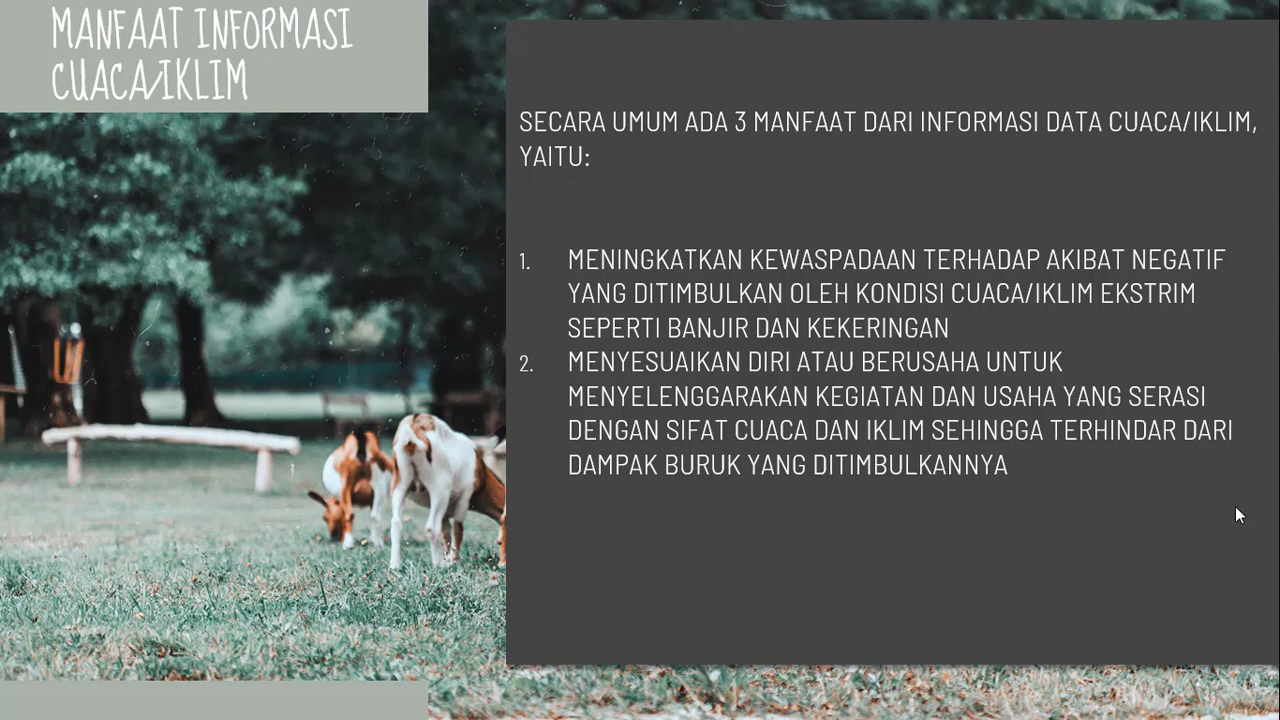 MANFAAT INFORMASI
CUACA/IKLIM
SECARA UMUM ADA 3 MANFAAT DARI INFORMASI DATA CUACA/IKLIM,
YAITU:
1. MENINGKATKAN KEWASPADAAN TERHADAP AKIBAT NEGATIF
YANG DITIMBULKAN OLEH KONDISI CUACA/IKLIM EKSTRIM
SEPERTI BANJIR DAN KEKERINGAN
2. MENYESUAIKAN DIRI ATAU BERUSAHA UNTUK
MENYELENGGARAKAN KEGIATAN DAN USAHA YANG SERASI
DENGAN SIFAT CUACA DAN IKLIM SEHINGGA TERHINDAR DARI
DAMPAK BURUK YANG DITIMBULKANNYA